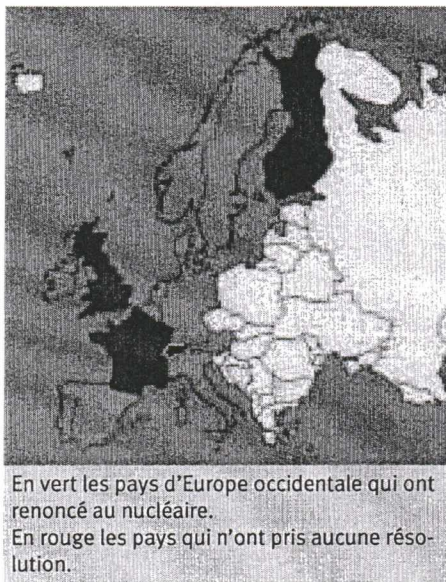 En vert les pays d'Europe occidentale qui ont
renoncé au nucléaire.
En rouge les pays qui n'ont pris aucune réso-
lution.